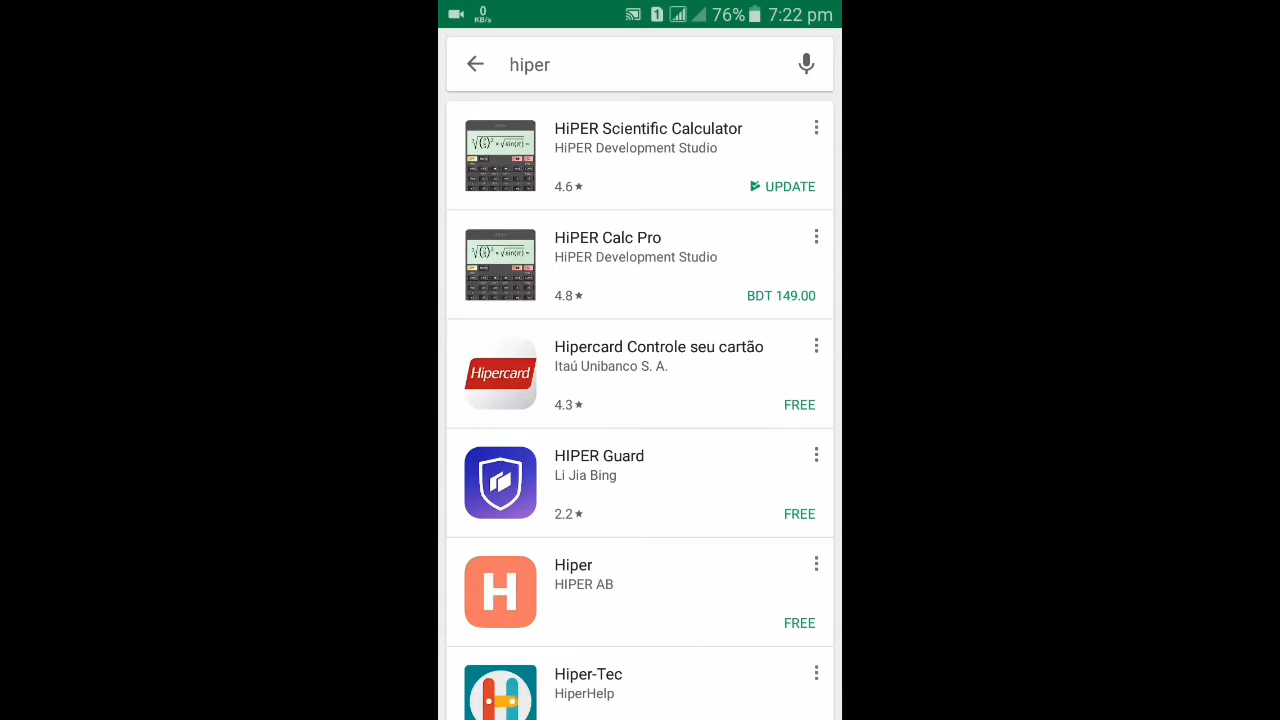 0
KB/s
1
76%
7:22 pm
hiper
HiPER Scientific Calculator
HiPER Development Studio
4.6
UPDATE
HiPER Calc Pro
HiPER Development Studio
4.8
BDT 149.00
Hipercard
Hipercard Controle seu cartão
Itaú Unibanco S. A.
4.3
FREE
HIPER Guard
Li Jia Bing
2.2
FREE
H
Hiper
HIPER AB
FREE
Hiper-Tec
HiperHelp